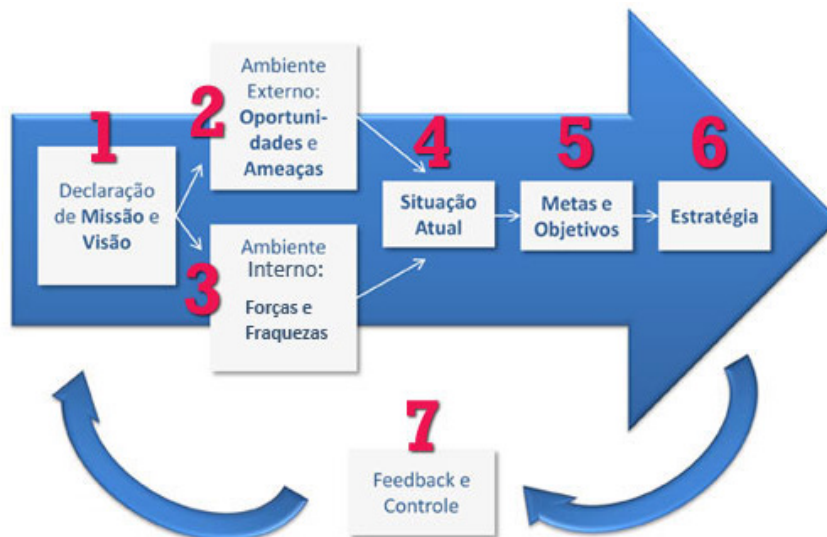 1
Declaração
de Missão e
Visão
2
Ambiente
Externo:
Oportuni-
dades e
Ameaças
3
Ambiente
Interno:
Forças e
Fraquezas
4
Situação
Atual
5
Metas e
Objetivos
6
Estratégia
7
Feedback e
Controle